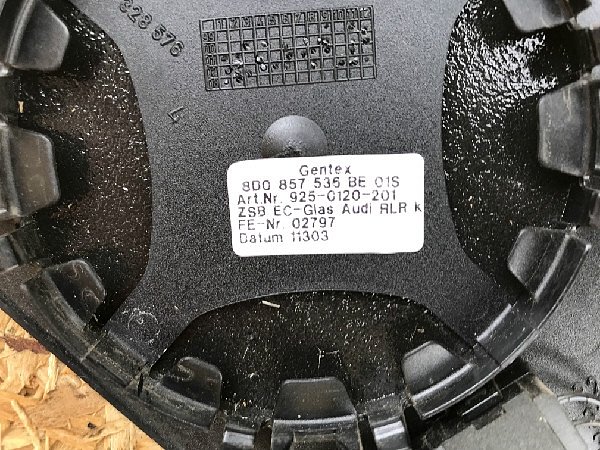 828 576
L
Gentex
8D0 857 535 BE 01S
Art.Nr. 925-0120-201
ZSB EC-Glas Audi RLR k
FE-Nr. 02797
Datum 11303